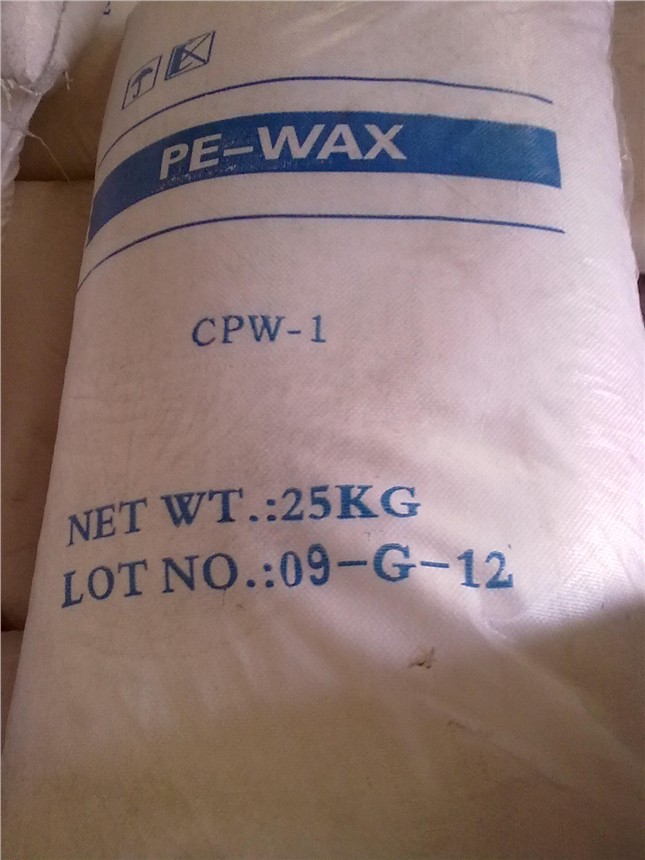 PE-WAX
CPW-1
NET WT.:25KG
LOT NO.:09-G-12